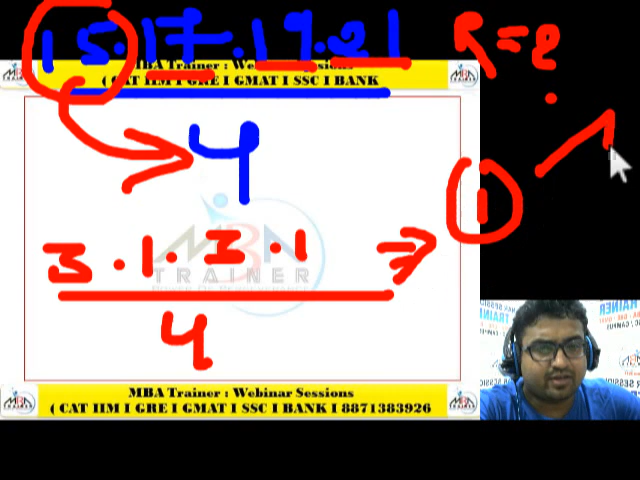 15.17.19.21 R = ?
MBA Trainer : Webinar Sessions
( CAT IIM I GRE I GMAT I SSC I BANK
4
1
3.1.3.1
MBA
TRAINER
4
MBA Trainer : Webinar Sessions
( CAT IIM I GRE I GMAT I SSC I BANK I 8871383926